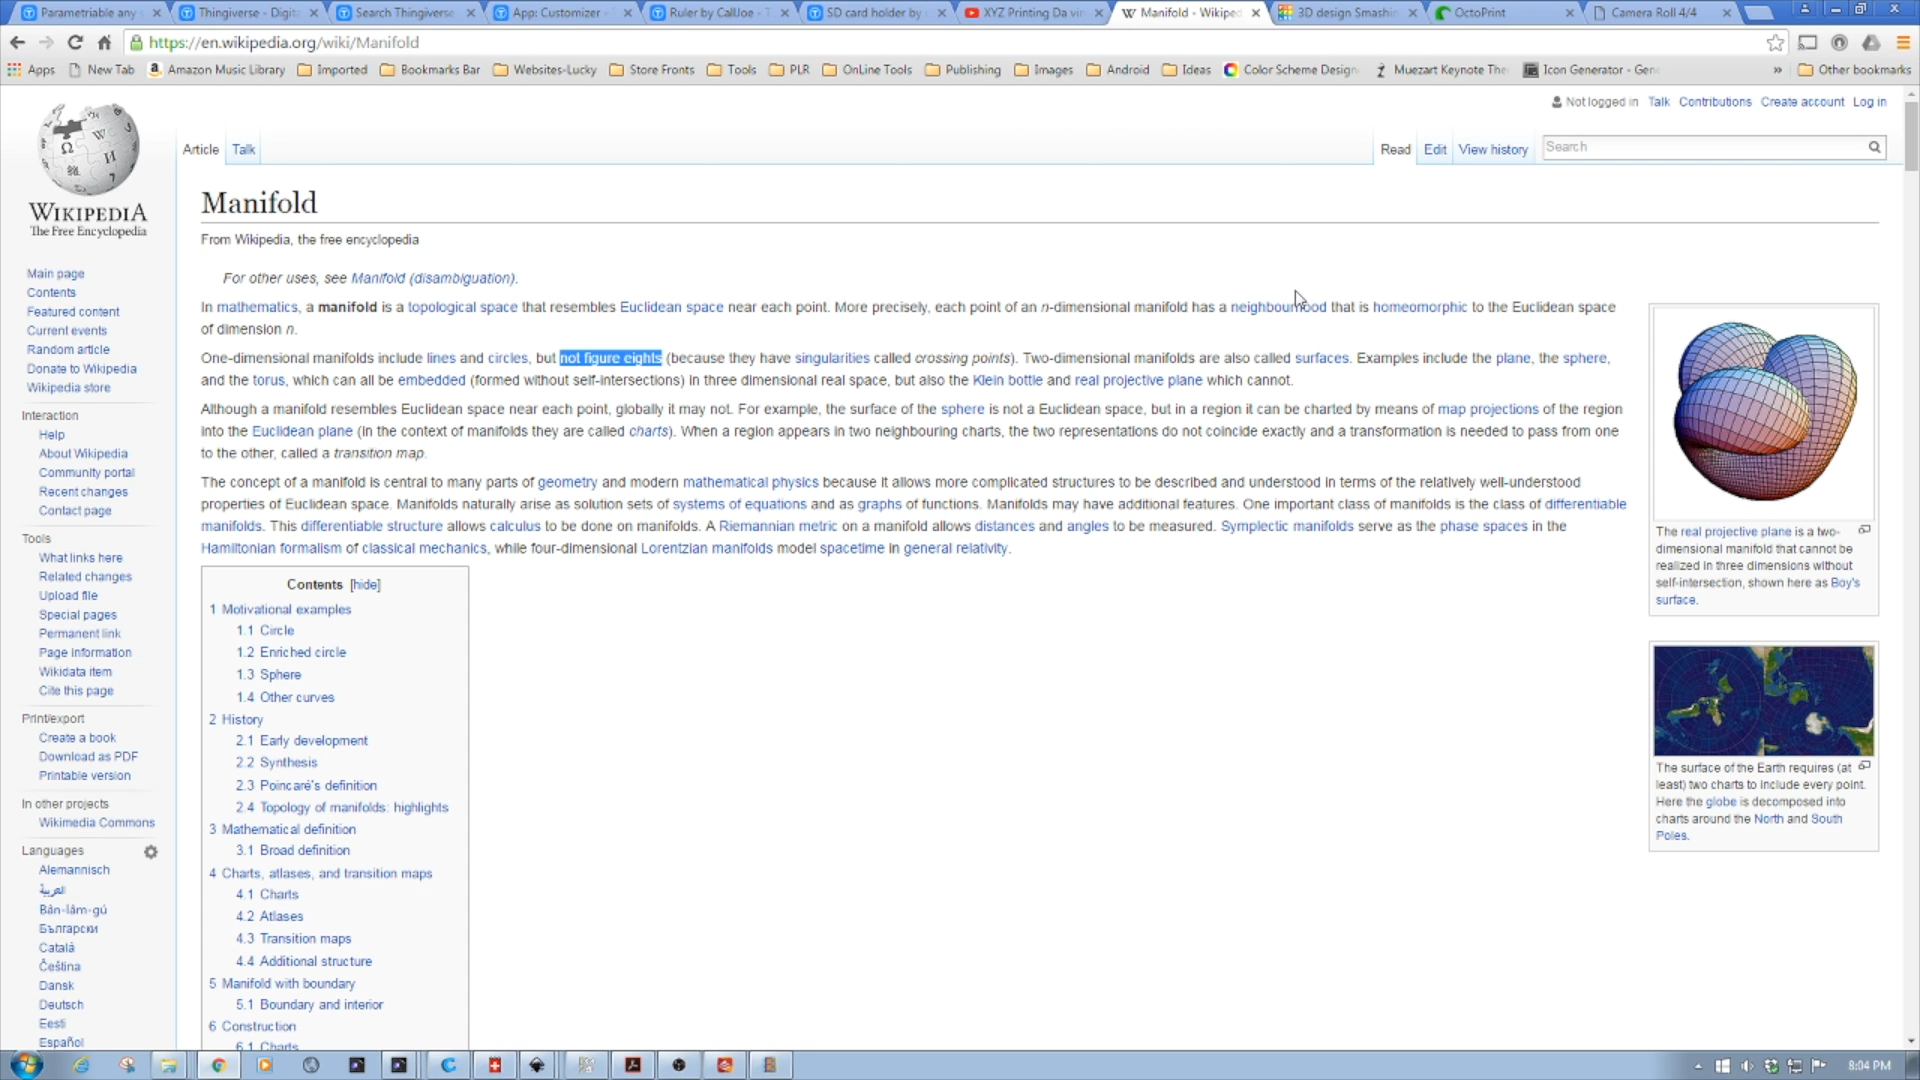 Parametriable any
Thingiverse - Digita
Search Thingiverse
App: Customizer
Ruler by CallJoe - T
SD card holder by
XYZ Printing Da vin
Manifold - Wikiped
3D design Smashin
OctoPrint
Camera Roll 4/4
https://en.wikipedia.org/wiki/Manifold
Apps
New Tab
Amazon Music Library
Imported
Bookmarks Bar
Websites-Lucky
Store Fronts
Tools
PLR
OnLine Tools
Publishing
Images
Android
Ideas
Color Scheme Design
Muezart Keynote The
Icon Generator - Gen
»
Other bookmarks
Not logged in Talk Contributions Create account Log in
Article Talk
Read Edit View history
Search
WIKIPEDIA
The Free Encyclopedia
Main page
Contents
Featured content
Current events
Random article
Donate to Wikipedia
Wikipedia store
Interaction
Help
About Wikipedia
Community portal
Recent changes
Contact page
Tools
What links here
Related changes
Upload file
Special pages
Permanent link
Page information
Wikidata item
Cite this page
Print/export
Create a book
Download as PDF
Printable version
In other projects
Wikimedia Commons
Languages
Alemannisch
العربية
Bân-lâm-gú
Български
Català
Čeština
Dansk
Deutsch
Eesti
Español
Manifold
From Wikipedia, the free encyclopedia
For other uses, see Manifold (disambiguation).
In mathematics, a manifold is a topological space that resembles Euclidean space near each point. More precisely, each point of an n-dimensional manifold has a neighbourhood that is homeomorphic to the Euclidean space
of dimension n.
One-dimensional manifolds include lines and circles, but not figure eights (because they have singularities called crossing points). Two-dimensional manifolds are also called surfaces. Examples include the plane, the sphere,
and the torus, which can all be embedded (formed without self-intersections) in three dimensional real space, but also the Klein bottle and real projective plane which cannot.
Although a manifold resembles Euclidean space near each point, globally it may not. For example, the surface of the sphere is not a Euclidean space, but in a region it can be charted by means of map projections of the region
into the Euclidean plane (in the context of manifolds they are called charts). When a region appears in two neighbouring charts, the two representations do not coincide exactly and a transformation is needed to pass from one
to the other, called a transition map.
The concept of a manifold is central to many parts of geometry and modern mathematical physics because it allows more complicated structures to be described and understood in terms of the relatively well-understood
properties of Euclidean space. Manifolds naturally arise as solution sets of systems of equations and as graphs of functions. Manifolds may have additional features. One important class of manifolds is the class of differentiable
manifolds. This differentiable structure allows calculus to be done on manifolds. A Riemannian metric on a manifold allows distances and angles to be measured. Symplectic manifolds serve as the phase spaces in the
Hamiltonian formalism of classical mechanics, while four-dimensional Lorentzian manifolds model spacetime in general relativity.
Contents [hide]
1 Motivational examples
1.1 Circle
1.2 Enriched circle
1.3 Sphere
1.4 Other curves
2 History
2.1 Early development
2.2 Synthesis
2.3 Poincaré's definition
2.4 Topology of manifolds: highlights
3 Mathematical definition
3.1 Broad definition
4 Charts, atlases, and transition maps
4.1 Charts
4.2 Atlases
4.3 Transition maps
4.4 Additional structure
5 Manifold with boundary
5.1 Boundary and interior
6 Construction
6.1 Charts
The real projective plane is a two-
dimensional manifold that cannot be
realized in three dimensions without
self-intersection, shown here as Boy's
surface.
The surface of the Earth requires (at
least) two charts to include every point.
Here the globe is decomposed into
charts around the North and South
Poles.
8:04 PM